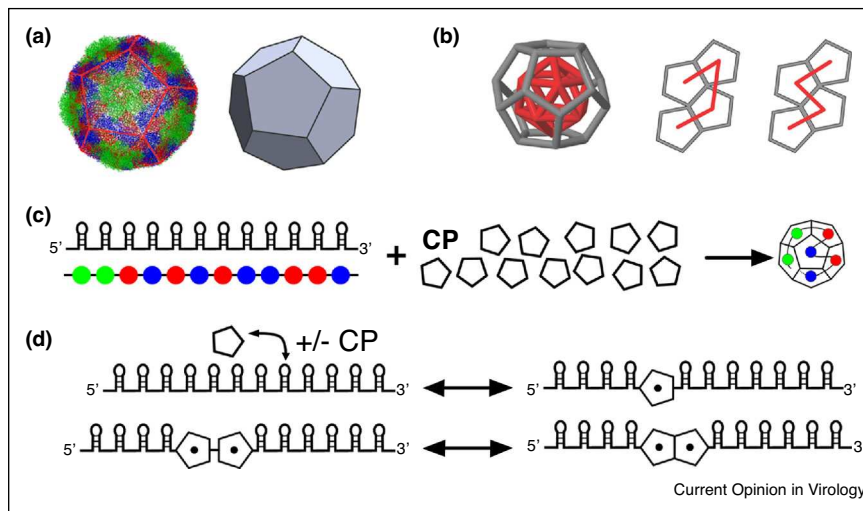 (a)
(b)
(c)
5' 3' + CP
(d)
+/- CP
5' 3' 5' 3'
5' 3' 5' 3'
Current Opinion in Virology